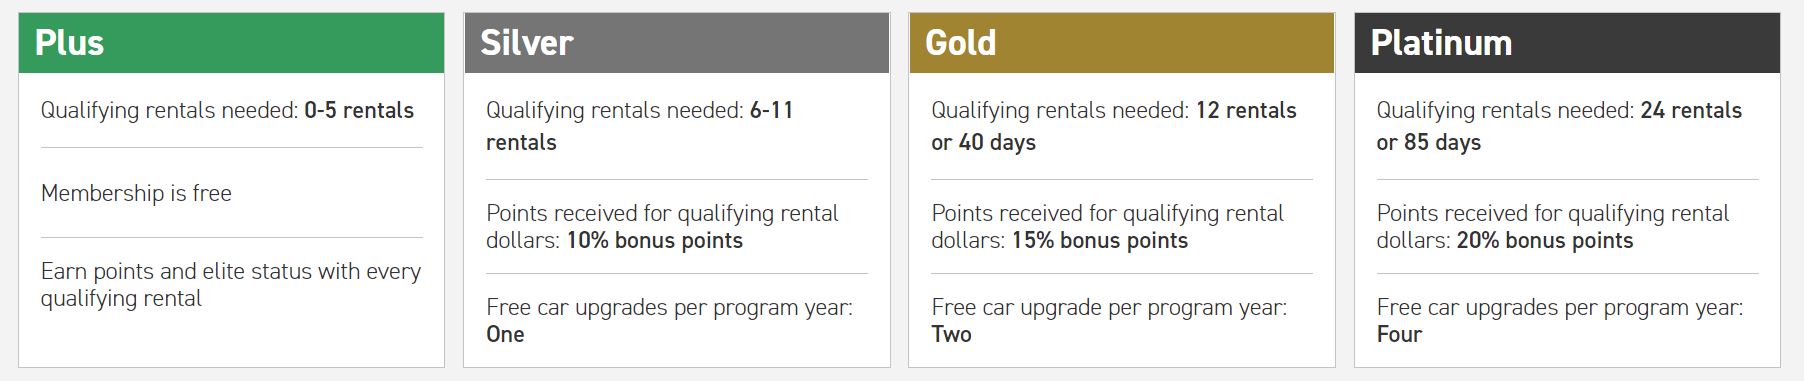 Plus
Qualifying rentals needed: 0-5 rentals
Membership is free
Earn points and elite status with every
qualifying rental
Silver
Qualifying rentals needed: 6-11
rentals
Points received for qualifying rental
dollars: 10% bonus points
Free car upgrades per program year:
One
Gold
Qualifying rentals needed: 12 rentals
or 40 days
Points received for qualifying rental
dollars: 15% bonus points
Free car upgrade per program year:
Two
Platinum
Qualifying rentals needed: 24 rentals
or 85 days
Points received for qualifying rental
dollars: 20% bonus points
Free car upgrades per program year:
Four